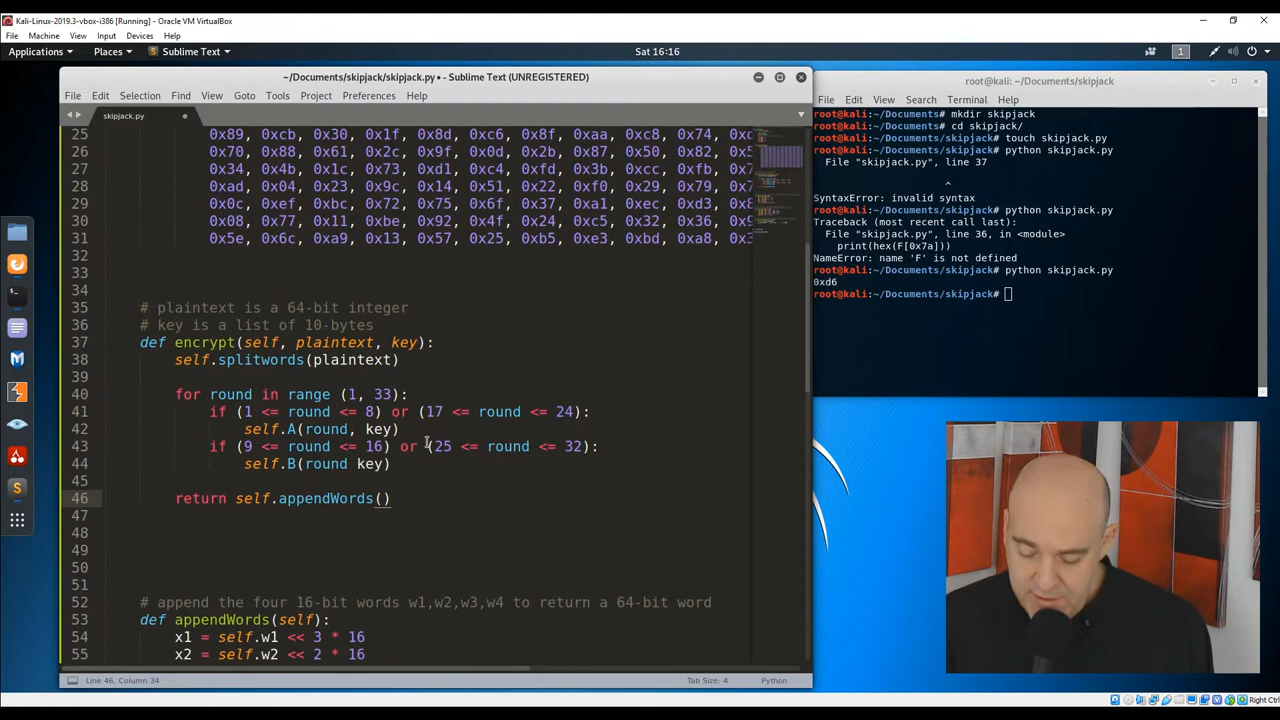 Kali-Linux-2019.3-vbox-i386 [Running] - Oracle VM VirtualBox
File Machine View Input Devices Help
Applications Places Sublime Text Sat 16:16 1
~/Documents/skipjack/skipjack.py • - Sublime Text (UNREGISTERED)
File Edit Selection Find View Goto Tools Project Preferences Help
skipjack.py
25 0x89, 0xcb, 0x30, 0x1f, 0x8d, 0xc6, 0x8f, 0xaa, 0xc8, 0x74,
26 0x70, 0x88, 0x61, 0x2c, 0x9f, 0x0d, 0x2b, 0x87, 0x50, 0x82,
27 0x34, 0x4b, 0x1c, 0x73, 0xd1, 0xc4, 0xfd, 0x3b, 0xcc, 0xfb,
28 0xad, 0x04, 0x23, 0x9c, 0x14, 0x51, 0x22, 0xf0, 0x29, 0x79,
29 0x0c, 0xef, 0xbc, 0x72, 0x75, 0x6f, 0x37, 0xa1, 0xec, 0xd3,
30 0x08, 0x77, 0x11, 0xbe, 0x92, 0x4f, 0x24, 0xc5, 0x32, 0x36,
31 0x5e, 0x6c, 0xa9, 0x13, 0x57, 0x25, 0xb5, 0xe3, 0xbd, 0xa8,
32
33
34
35 # plaintext is a 64-bit integer
36 # key is a list of 10-bytes
37 def encrypt(self, plaintext, key):
38 self.splitwords(plaintext)
39
40 for round in range (1, 33):
41 if (1 <= round <= 8) or (17 <= round <= 24):
42 self.A(round, key)
43 if (9 <= round <= 16) or (25 <= round <= 32):
44 self.B(round key)
45
46 return self.appendWords()
47
48
49
50
51
52 # append the four 16-bit words w1,w2,w3,w4 to return a 64-bit word
53 def appendWords(self):
54 x1 = self.w1 << 3 * 16
55 x2 = self.w2 << 2 * 16
Line 46, Column 34 Tab Size: 4 Python
root@kali: ~/Documents/skipjack
File Edit View Search Terminal Help
root@kali:~/Documents# mkdir skipjack
root@kali:~/Documents# cd skipjack/
root@kali:~/Documents/skipjack# touch skipjack.py
root@kali:~/Documents/skipjack# python skipjack.py
File "skipjack.py", line 37
^
SyntaxError: invalid syntax
root@kali:~/Documents/skipjack# python skipjack.py
Traceback (most recent call last):
File "skipjack.py", line 36, in <module>
print(hex(F[0x7a]))
NameError: name 'F' is not defined
root@kali:~/Documents/skipjack# python skipjack.py
0xd6
root@kali:~/Documents/skipjack#
Right Ctrl